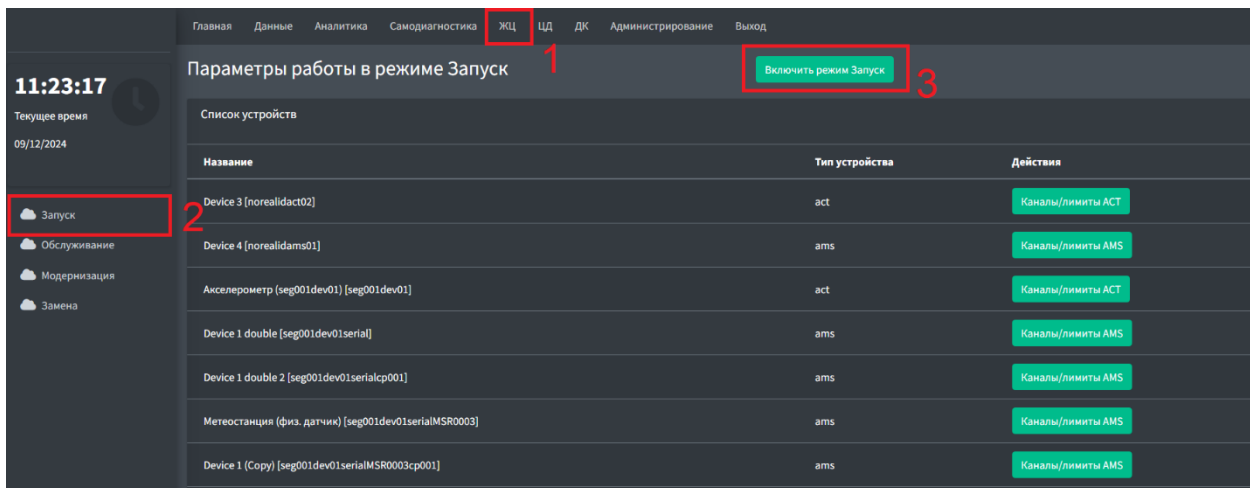 Главная Данные Аналитика Самодиагностика ЖЦ ЦД ДК Администрирование Выход
1
11:23:17
Текущее время
09/12/2024
Запуск
2
Обслуживание
Модернизация
Замена
Параметры работы в режиме Запуск
Включить режим Запуск
3
Список устройств
Название Тип устройства Действия
Device 3 [norealidact02] act Каналы/лимиты ACT
Device 4 [norealidams01] ams Каналы/лимиты AMS
Акселерометр (seg001dev01) [seg001dev01] act Каналы/лимиты ACT
Device 1 double [seg001dev01serial] ams Каналы/лимиты AMS
Device 1 double 2 [seg001dev01serialcp001] ams Каналы/лимиты AMS
Метеостанция (физ. датчик) [seg001dev01serialMSR0003] ams Каналы/лимиты AMS
Device 1 (Copy) [seg001dev01serialMSR0003cp001] ams Каналы/лимиты AMS